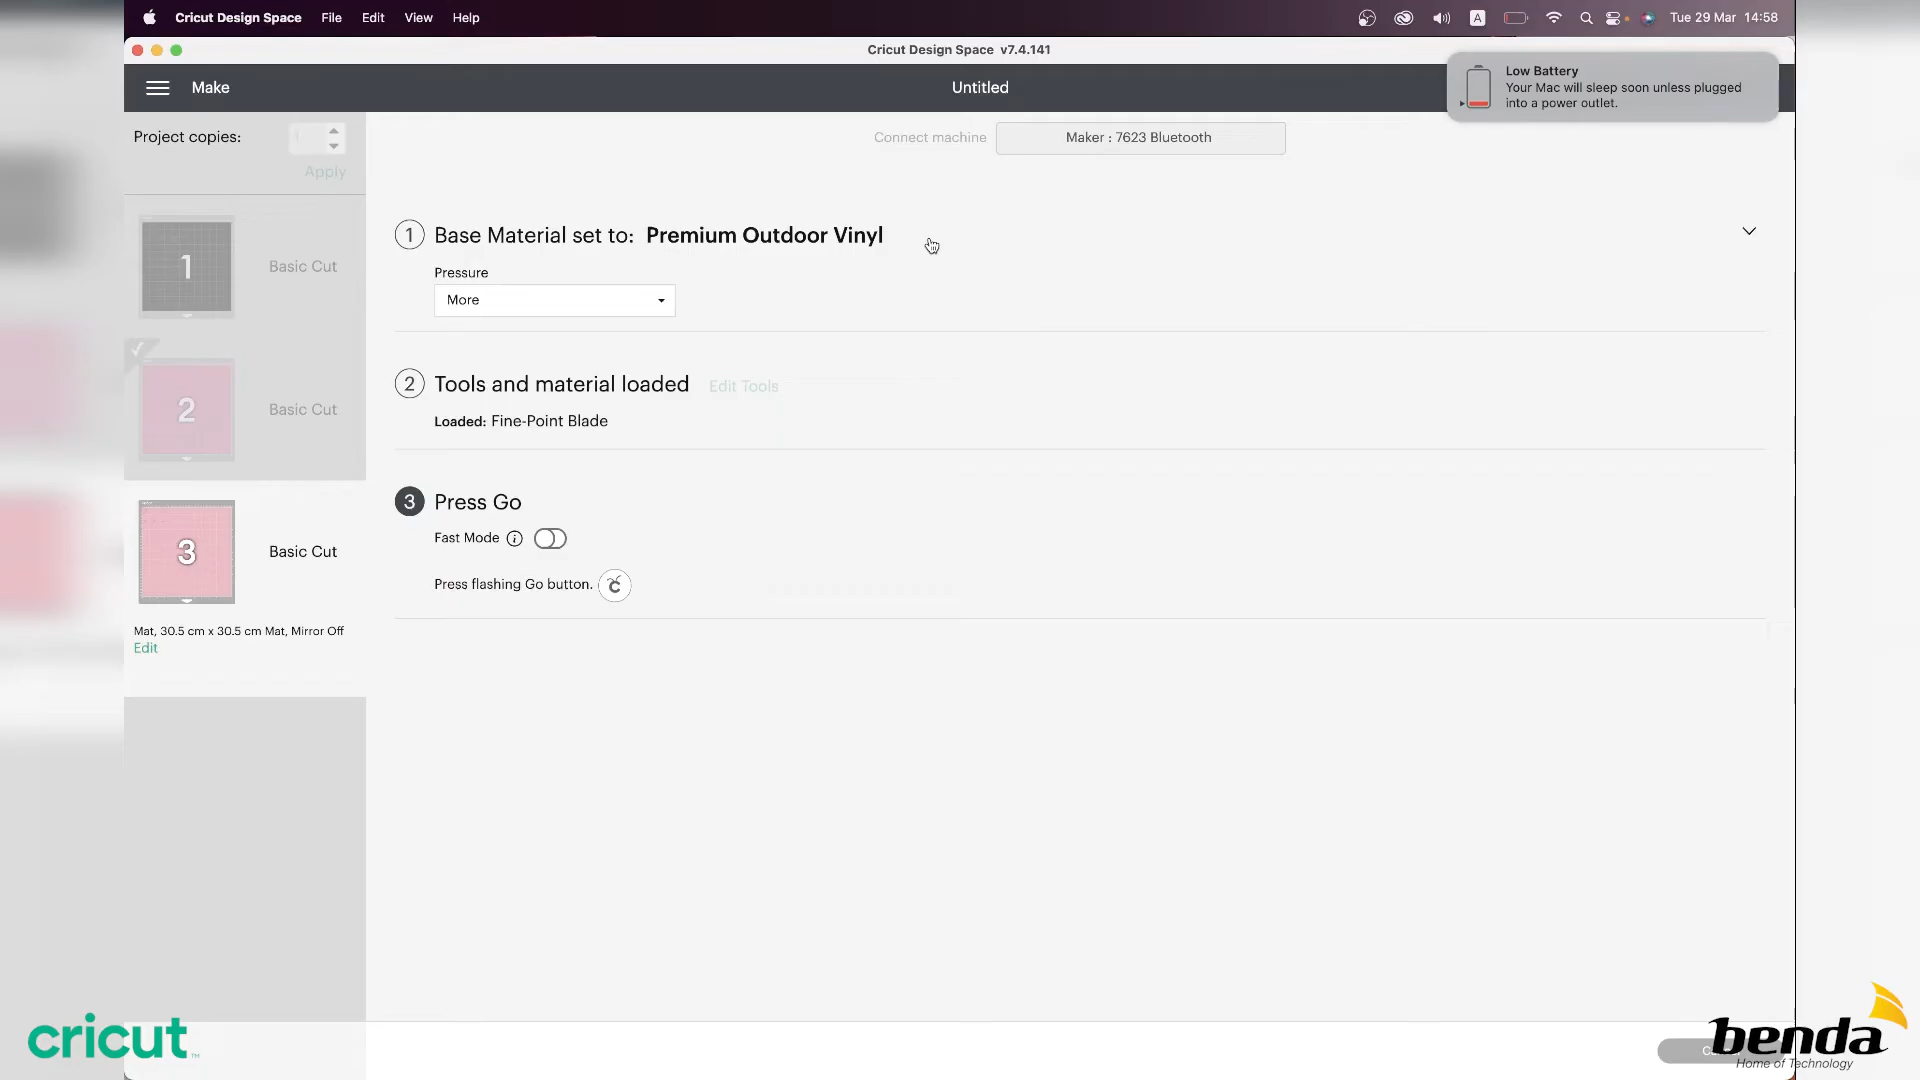 Cricut Design Space File Edit View Help
A
Tue 29 Mar 14:58
Cricut Design Space v7.4.141
Make
Untitled
Low Battery
Your Mac will sleep soon unless plugged
into a power outlet.
Project copies:
Apply
Connect machine
Maker : 7623 Bluetooth
1 Basic Cut
2 Basic Cut
3 Basic Cut
Mat, 30.5 cm x 30.5 cm Mat, Mirror Off
Edit
1 Base Material set to: Premium Outdoor Vinyl
Pressure
More
2 Tools and material loaded Edit Tools
Loaded: Fine-Point Blade
3 Press Go
Fast Mode i
Press flashing Go button.
cricut™
benda
Home of Technology